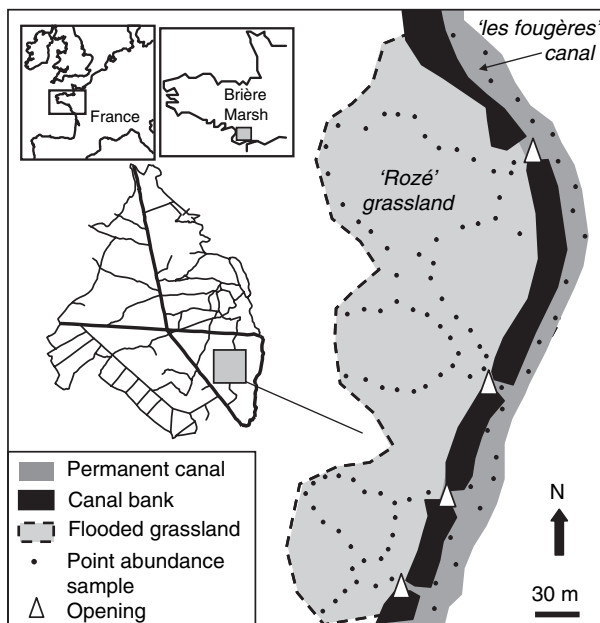 'les fougères'
canal
France
Brière
Marsh
'Rozé'
grassland
Permanent canal
Canal bank
Flooded grassland
Point abundance
sample
Opening
N
30 m